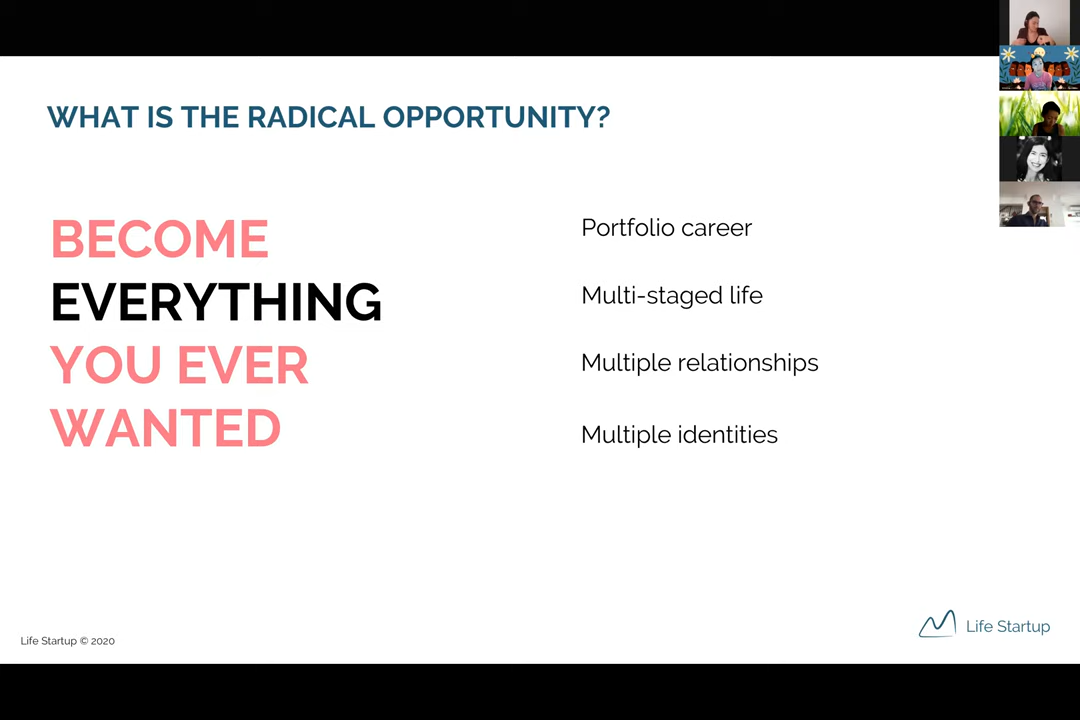 WHAT IS THE RADICAL OPPORTUNITY?
BECOME
EVERYTHING
YOU EVER
WANTED
Portfolio career
Multi-staged life
Multiple relationships
Multiple identities
Life Startup © 2020
Life Startup